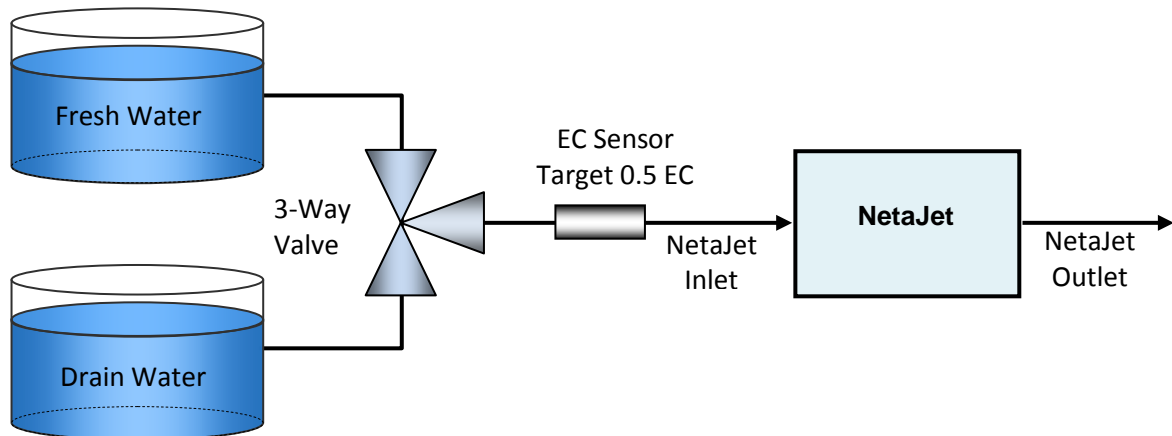 Fresh Water
3-Way
Valve
Drain Water
EC Sensor
Target 0.5 EC
NetaJet
Inlet
NetaJet
NetaJet
Outlet